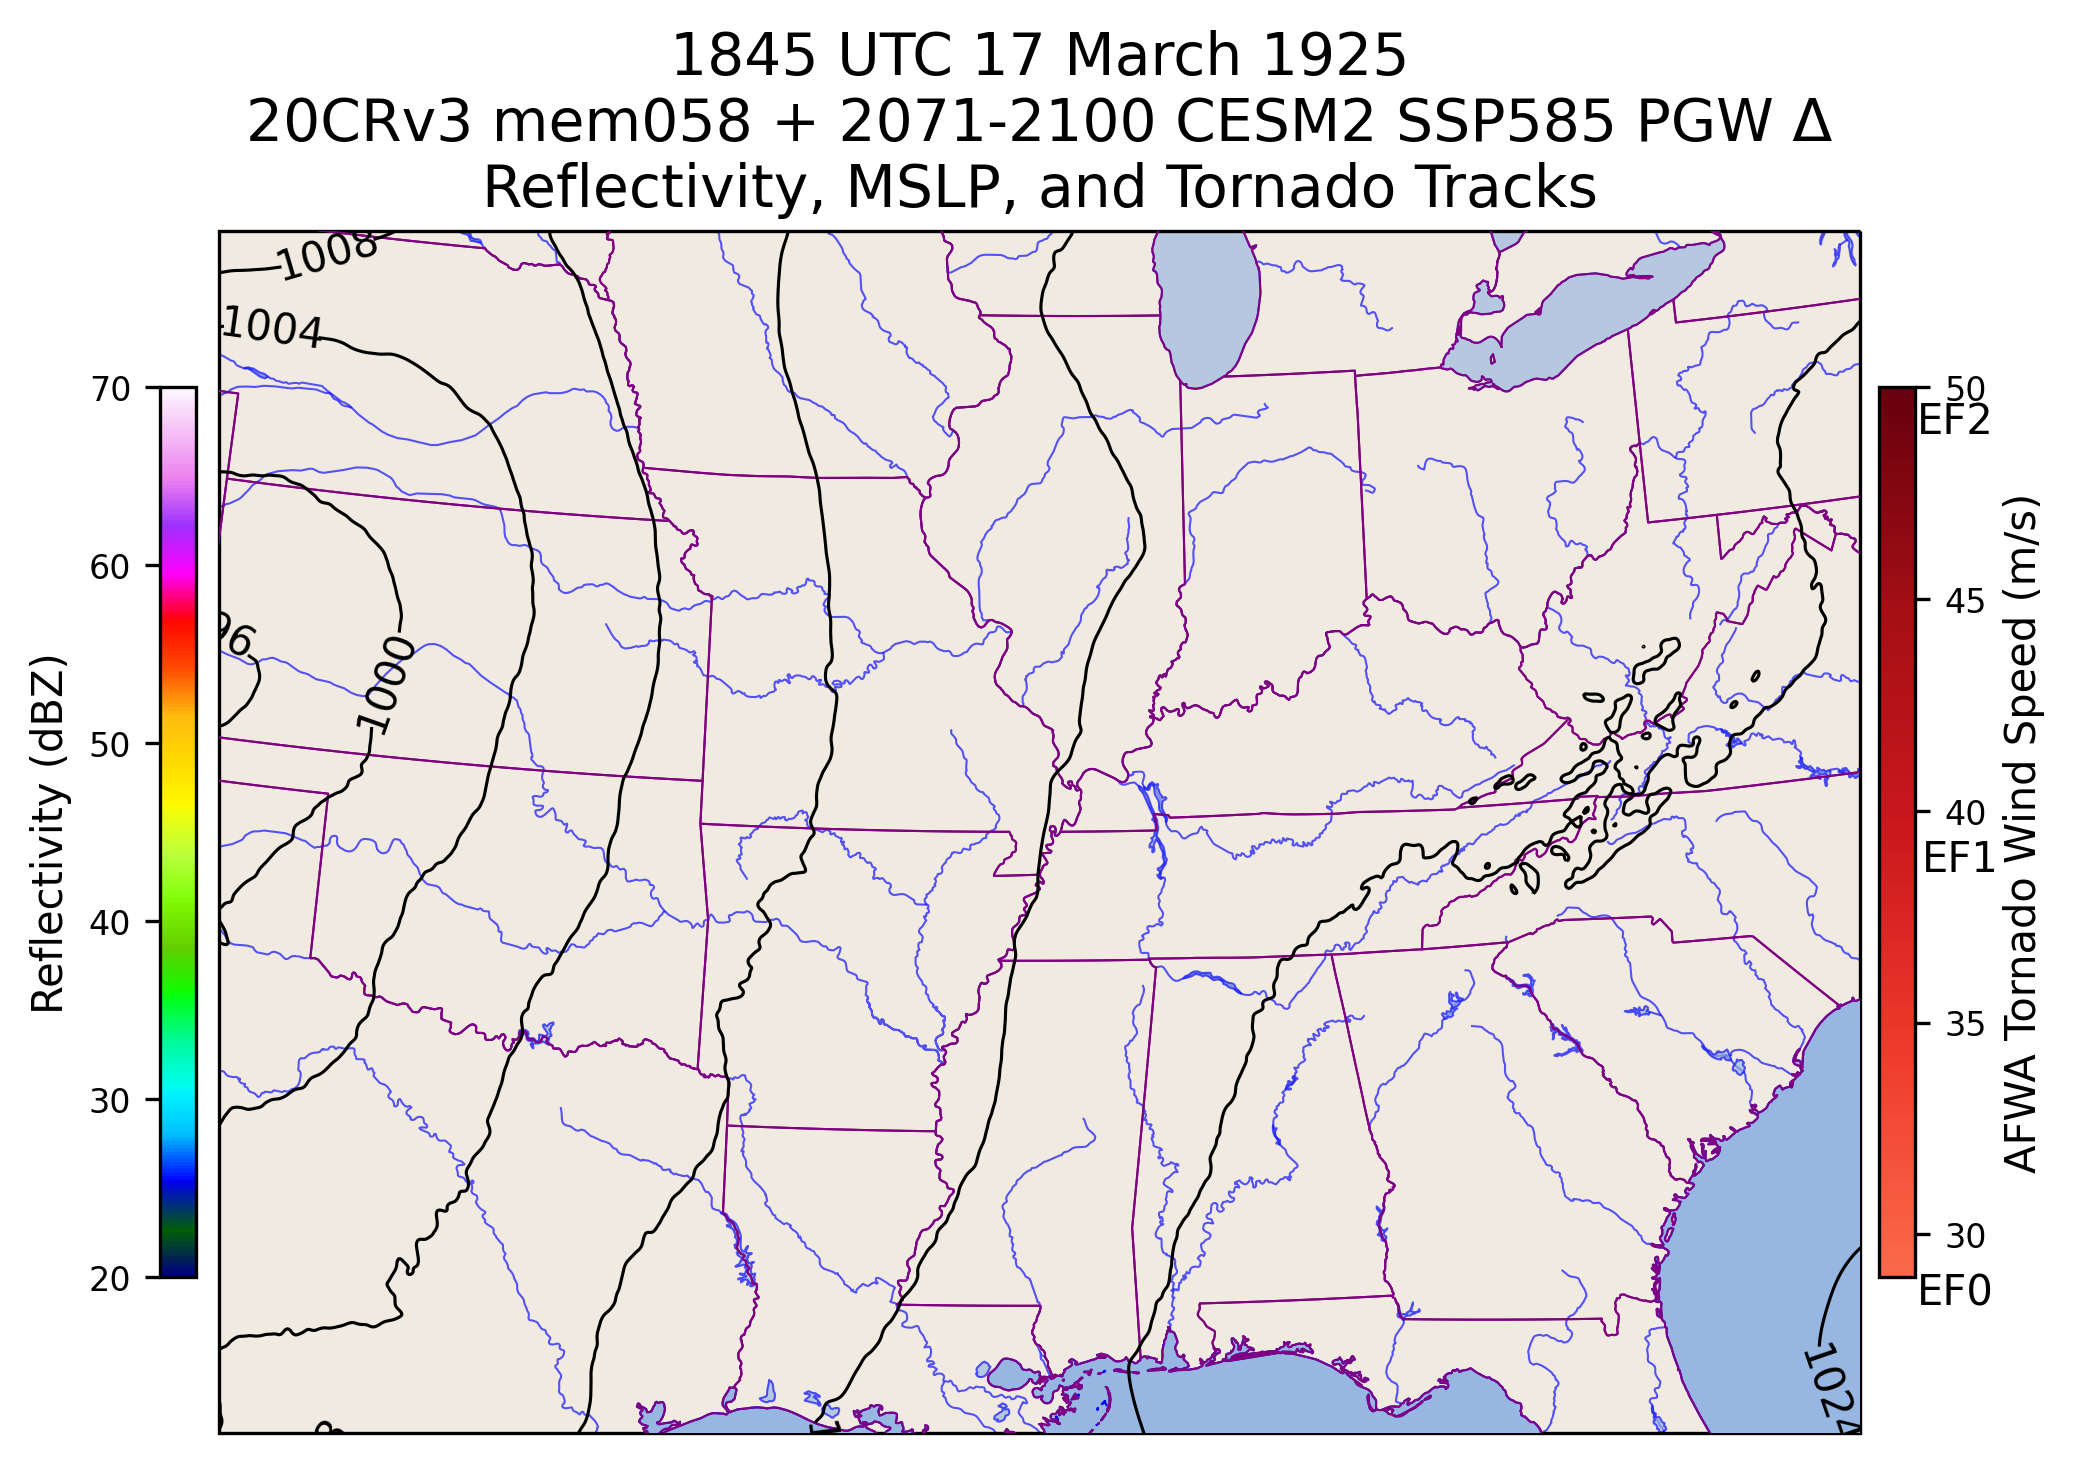 1845 UTC 17 March 1925
20CRv3 mem058 + 2071-2100 CESM2 SSP585 PGW Δ
Reflectivity, MSLP, and Tornado Tracks
1008
1004
96
1000
1024
70
60
50
40
30
20
Reflectivity (dBZ)
50
EF2
45
40
EF1
35
30
EF0
AFWA Tornado Wind Speed (m/s)